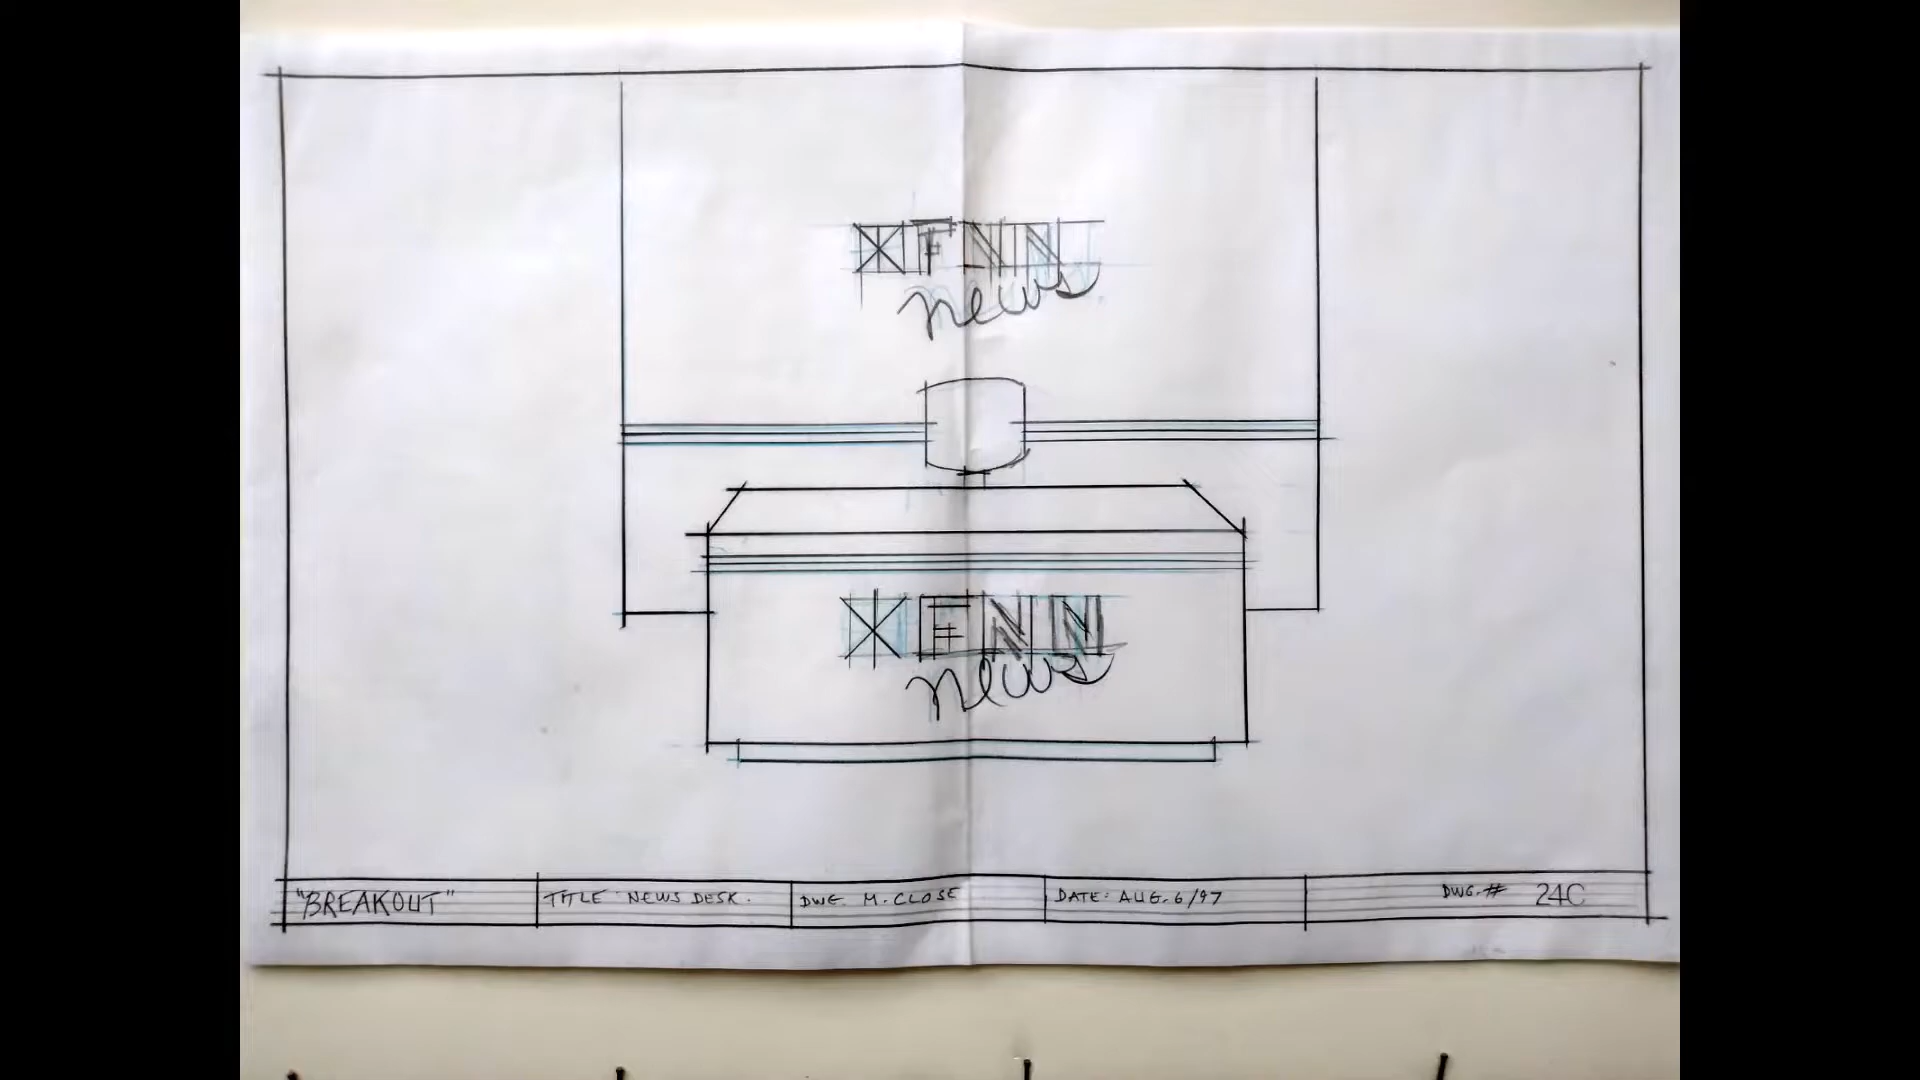 XFNN
news
XFNN
news
"BREAKOUT"
TITLE NEWS DESK.
DWG. M. CLOSE
DATE: AUG. 6/97
DWG. # 24C